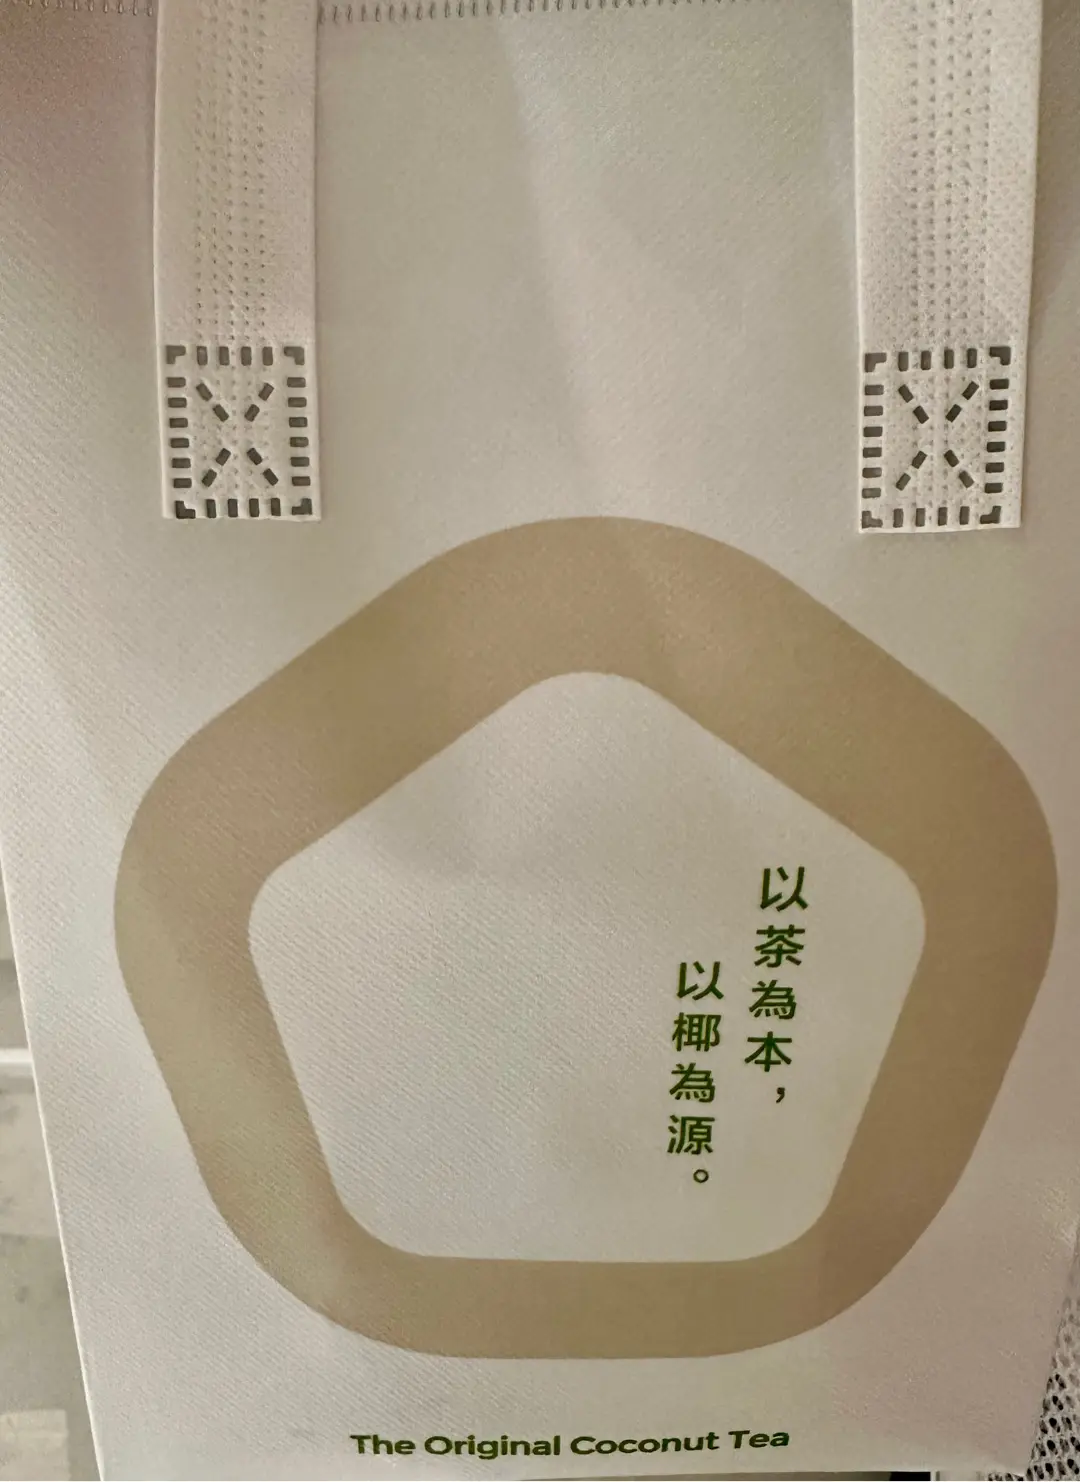 以茶為本，
以椰為源。
The Original Coconut Tea